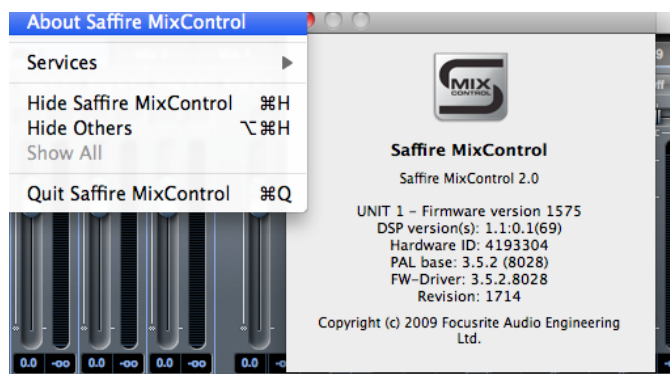 About Saffire MixControl
Services
Hide Saffire MixControl ⌘H
Hide Others ⌥⌘H
Show All
Quit Saffire MixControl ⌘Q
MIX
CONTROL
Saffire MixControl
Saffire MixControl 2.0
UNIT 1 – Firmware version 1575
DSP version(s): 1.1:0.1(69)
Hardware ID: 4193304
PAL base: 3.5.2 (8028)
FW-Driver: 3.5.2.8028
Revision: 1714
Copyright (c) 2009 Focusrite Audio Engineering
Ltd.
0.0 -oo 0.0 -oo 0.0 -oo 0.0